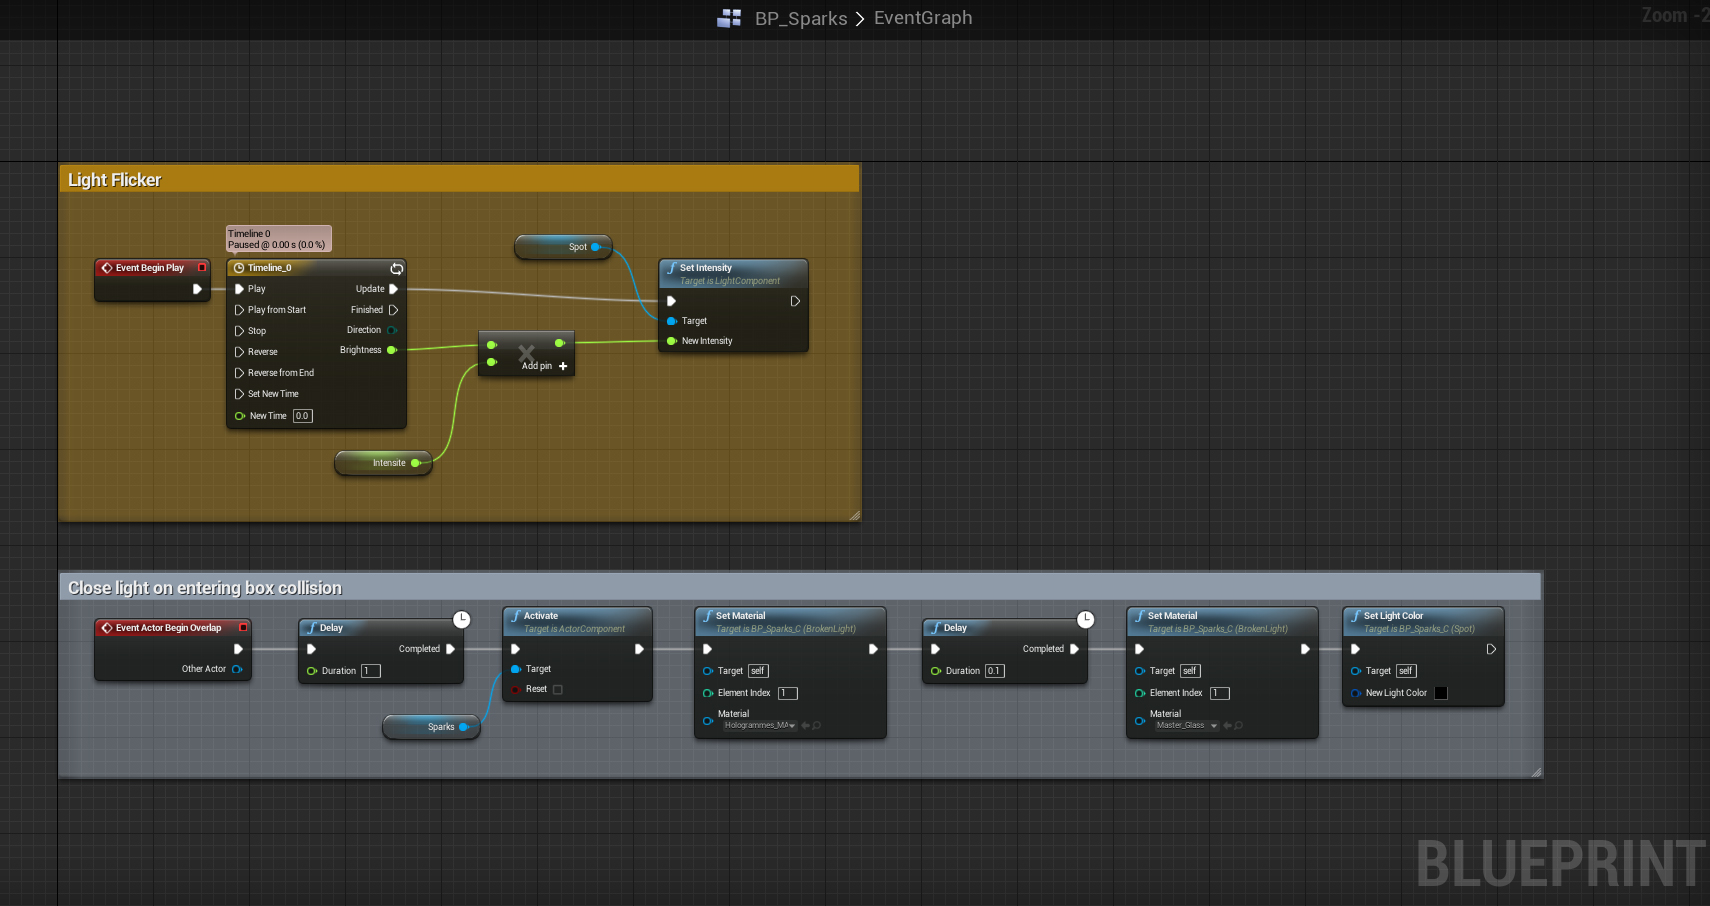 BP_Sparks > EventGraph
Zoom -2
Light Flicker
Timeline 0
Paused @ 0.00 s (0.0 %)
Event Begin Play
Timeline_0
Play
Update
Play from Start
Finished
Stop
Direction
Reverse
Brightness
Reverse from End
Set New Time
New Time 0.0
Spot
Set Intensity
Target is LightComponent
Target
New Intensity
Add pin
Intensite
Close light on entering box collision
Event Actor Begin Overlap
Other Actor
Delay
Completed
Duration 1
Sparks
Activate
Target is ActorComponent
Target
Reset
Set Material
Target is BP_Sparks_C (BrokenLight)
Target self
Element Index 1
Material
Hologrammes_MA
Delay
Completed
Duration 0.1
Set Material
Target is BP_Sparks_C (BrokenLight)
Target self
Element Index 1
Material
Master_Glass
Set Light Color
Target is BP_Sparks_C (Spot)
Target self
New Light Color
BLUEPRINT